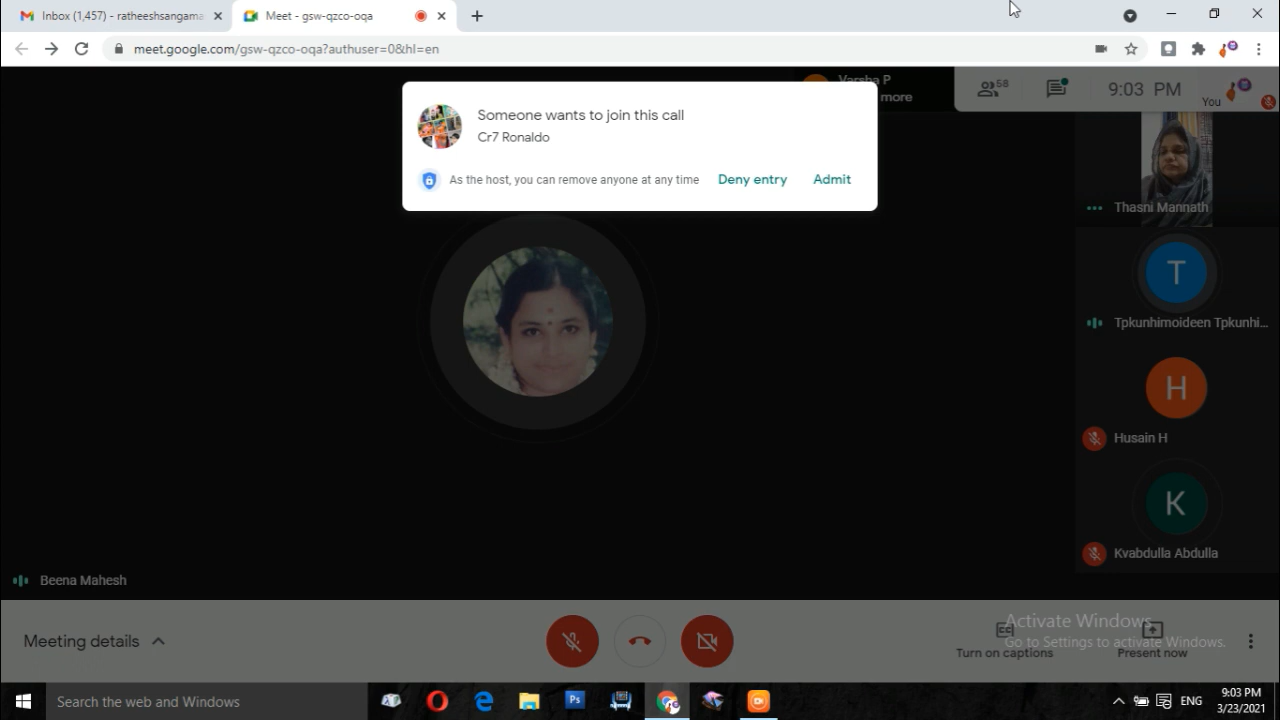 Inbox (1,457) - ratheeshsangama
Meet - gsw-qzco-oqa
meet.google.com/gsw-qzco-oqa?authuser=0&hl=en
Varsha P
more
58
9:03 PM
You
Someone wants to join this call
Cr7 Ronaldo
As the host, you can remove anyone at any time
Deny entry
Admit
Thasni Mannath
T
Tpkunhimoideen Tpkunhi...
H
Husain H
K
Kvabdulla Abdulla
Beena Mahesh
Meeting details
CC
Turn on captions
Present now
Activate Windows
Go to Settings to activate Windows.
Search the web and Windows
Ps
ENG
9:03 PM
3/23/2021